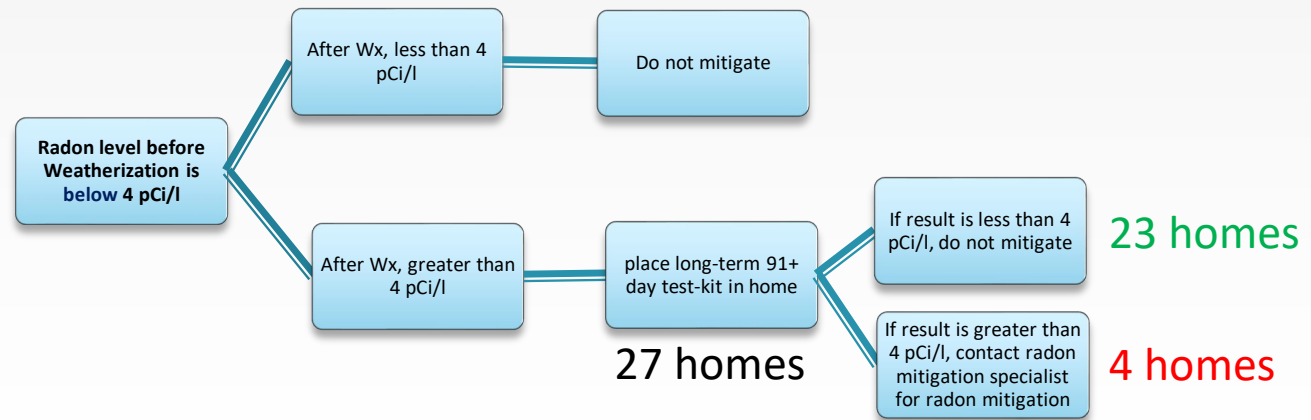 After Wx, less than 4
pCi/l
Do not mitigate
Radon level before
Weatherization is
below 4 pCi/l
After Wx, greater than
4 pCi/l
place long-term 91+
day test-kit in home
27 homes
If result is less than 4
pCi/l, do not mitigate
23 homes
If result is greater than
4 pCi/l, contact radon
mitigation specialist
for radon mitigation
4 homes